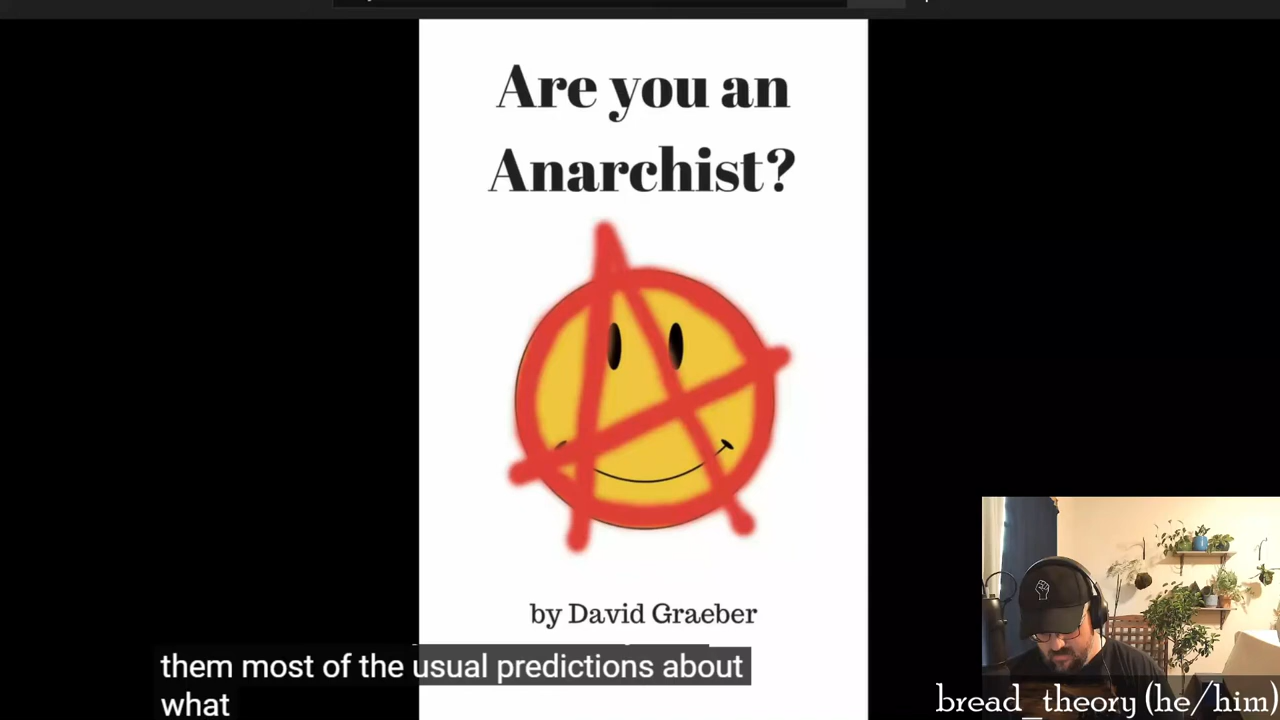 Are you an
Anarchist?
by David Graeber
them most of the usual predictions about
what
bread_theory (he/him)